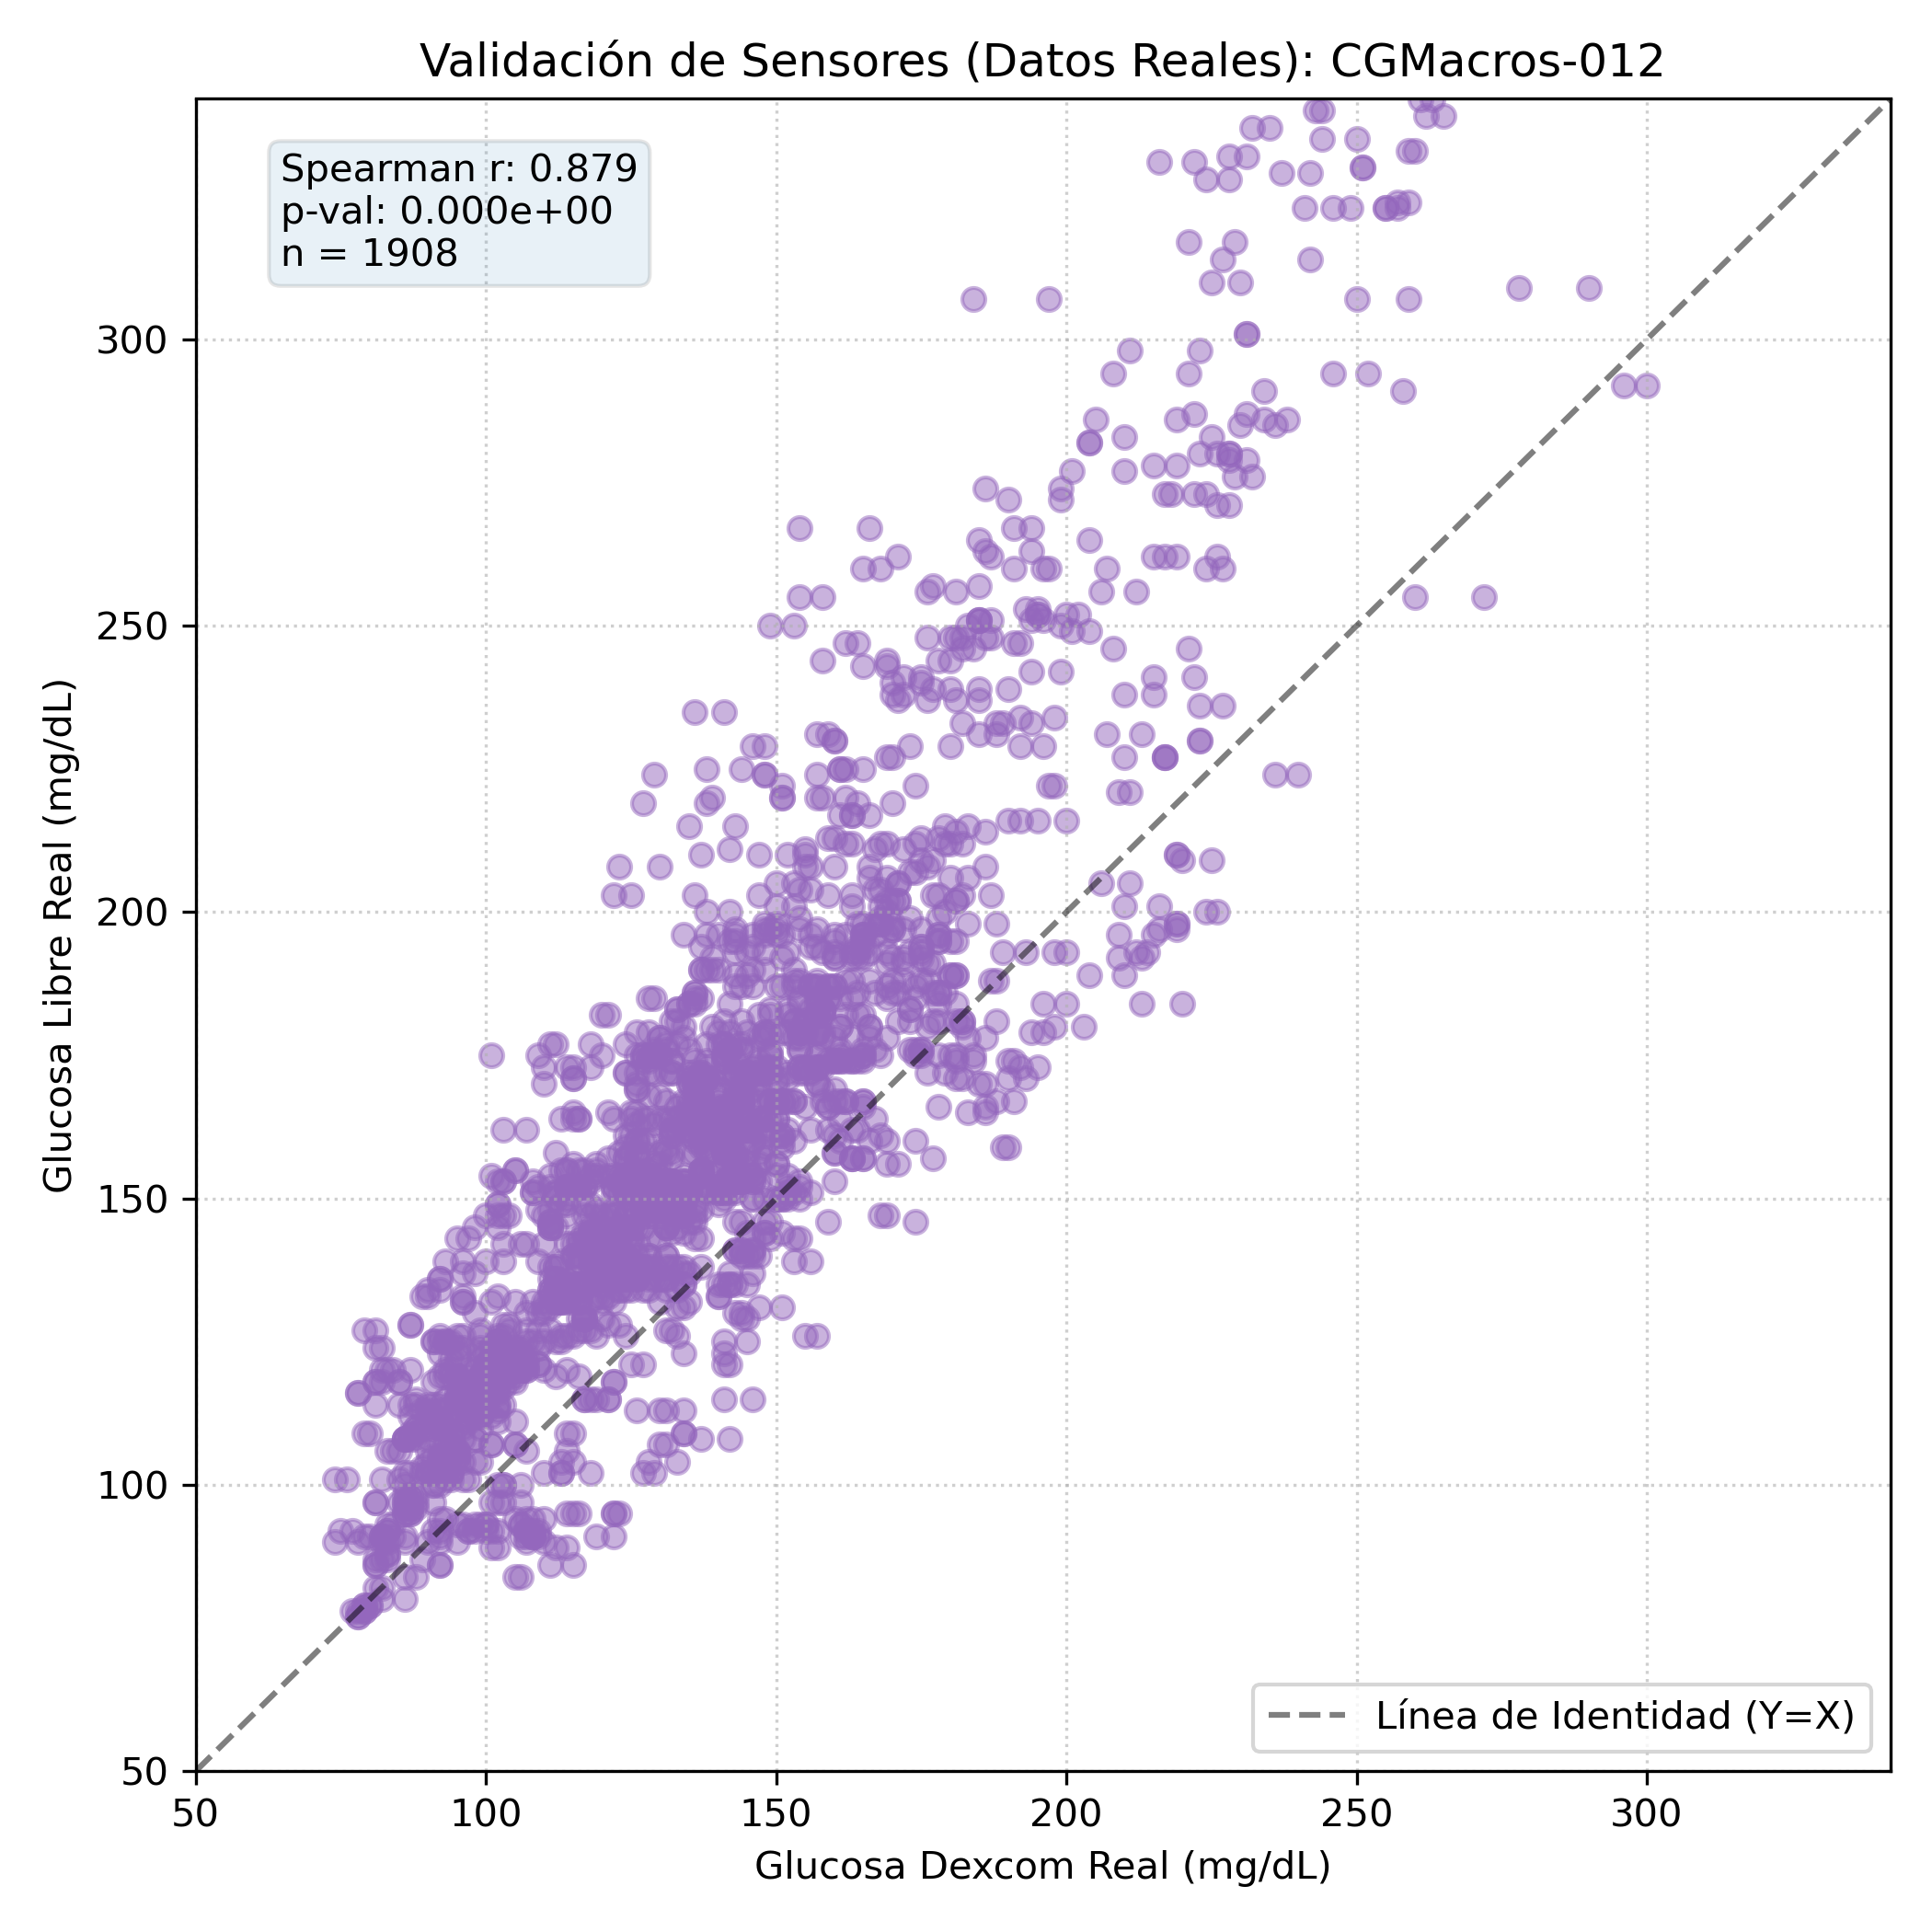 Validación de Sensores (Datos Reales): CGMacros-012
Spearman r: 0.879
p-val: 0.000e+00
n = 1908
Glucosa Libre Real (mg/dL)
300
250
200
150
100
50
Línea de Identidad (Y=X)
50 100 150 200 250 300
Glucosa Dexcom Real (mg/dL)